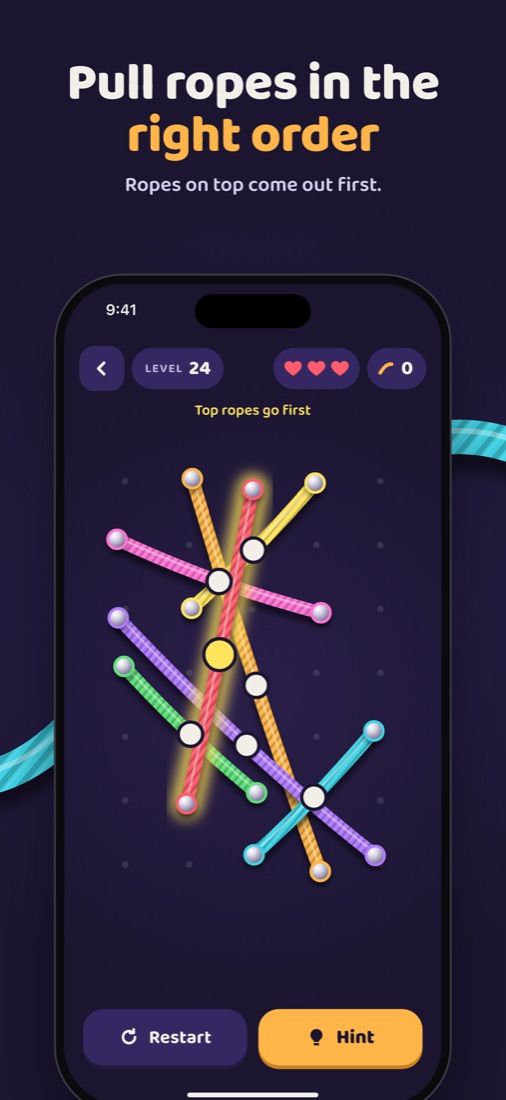 Pull ropes in the
right order
Ropes on top come out first.
9:41
LEVEL 24
0
Top ropes go first
Restart
Hint